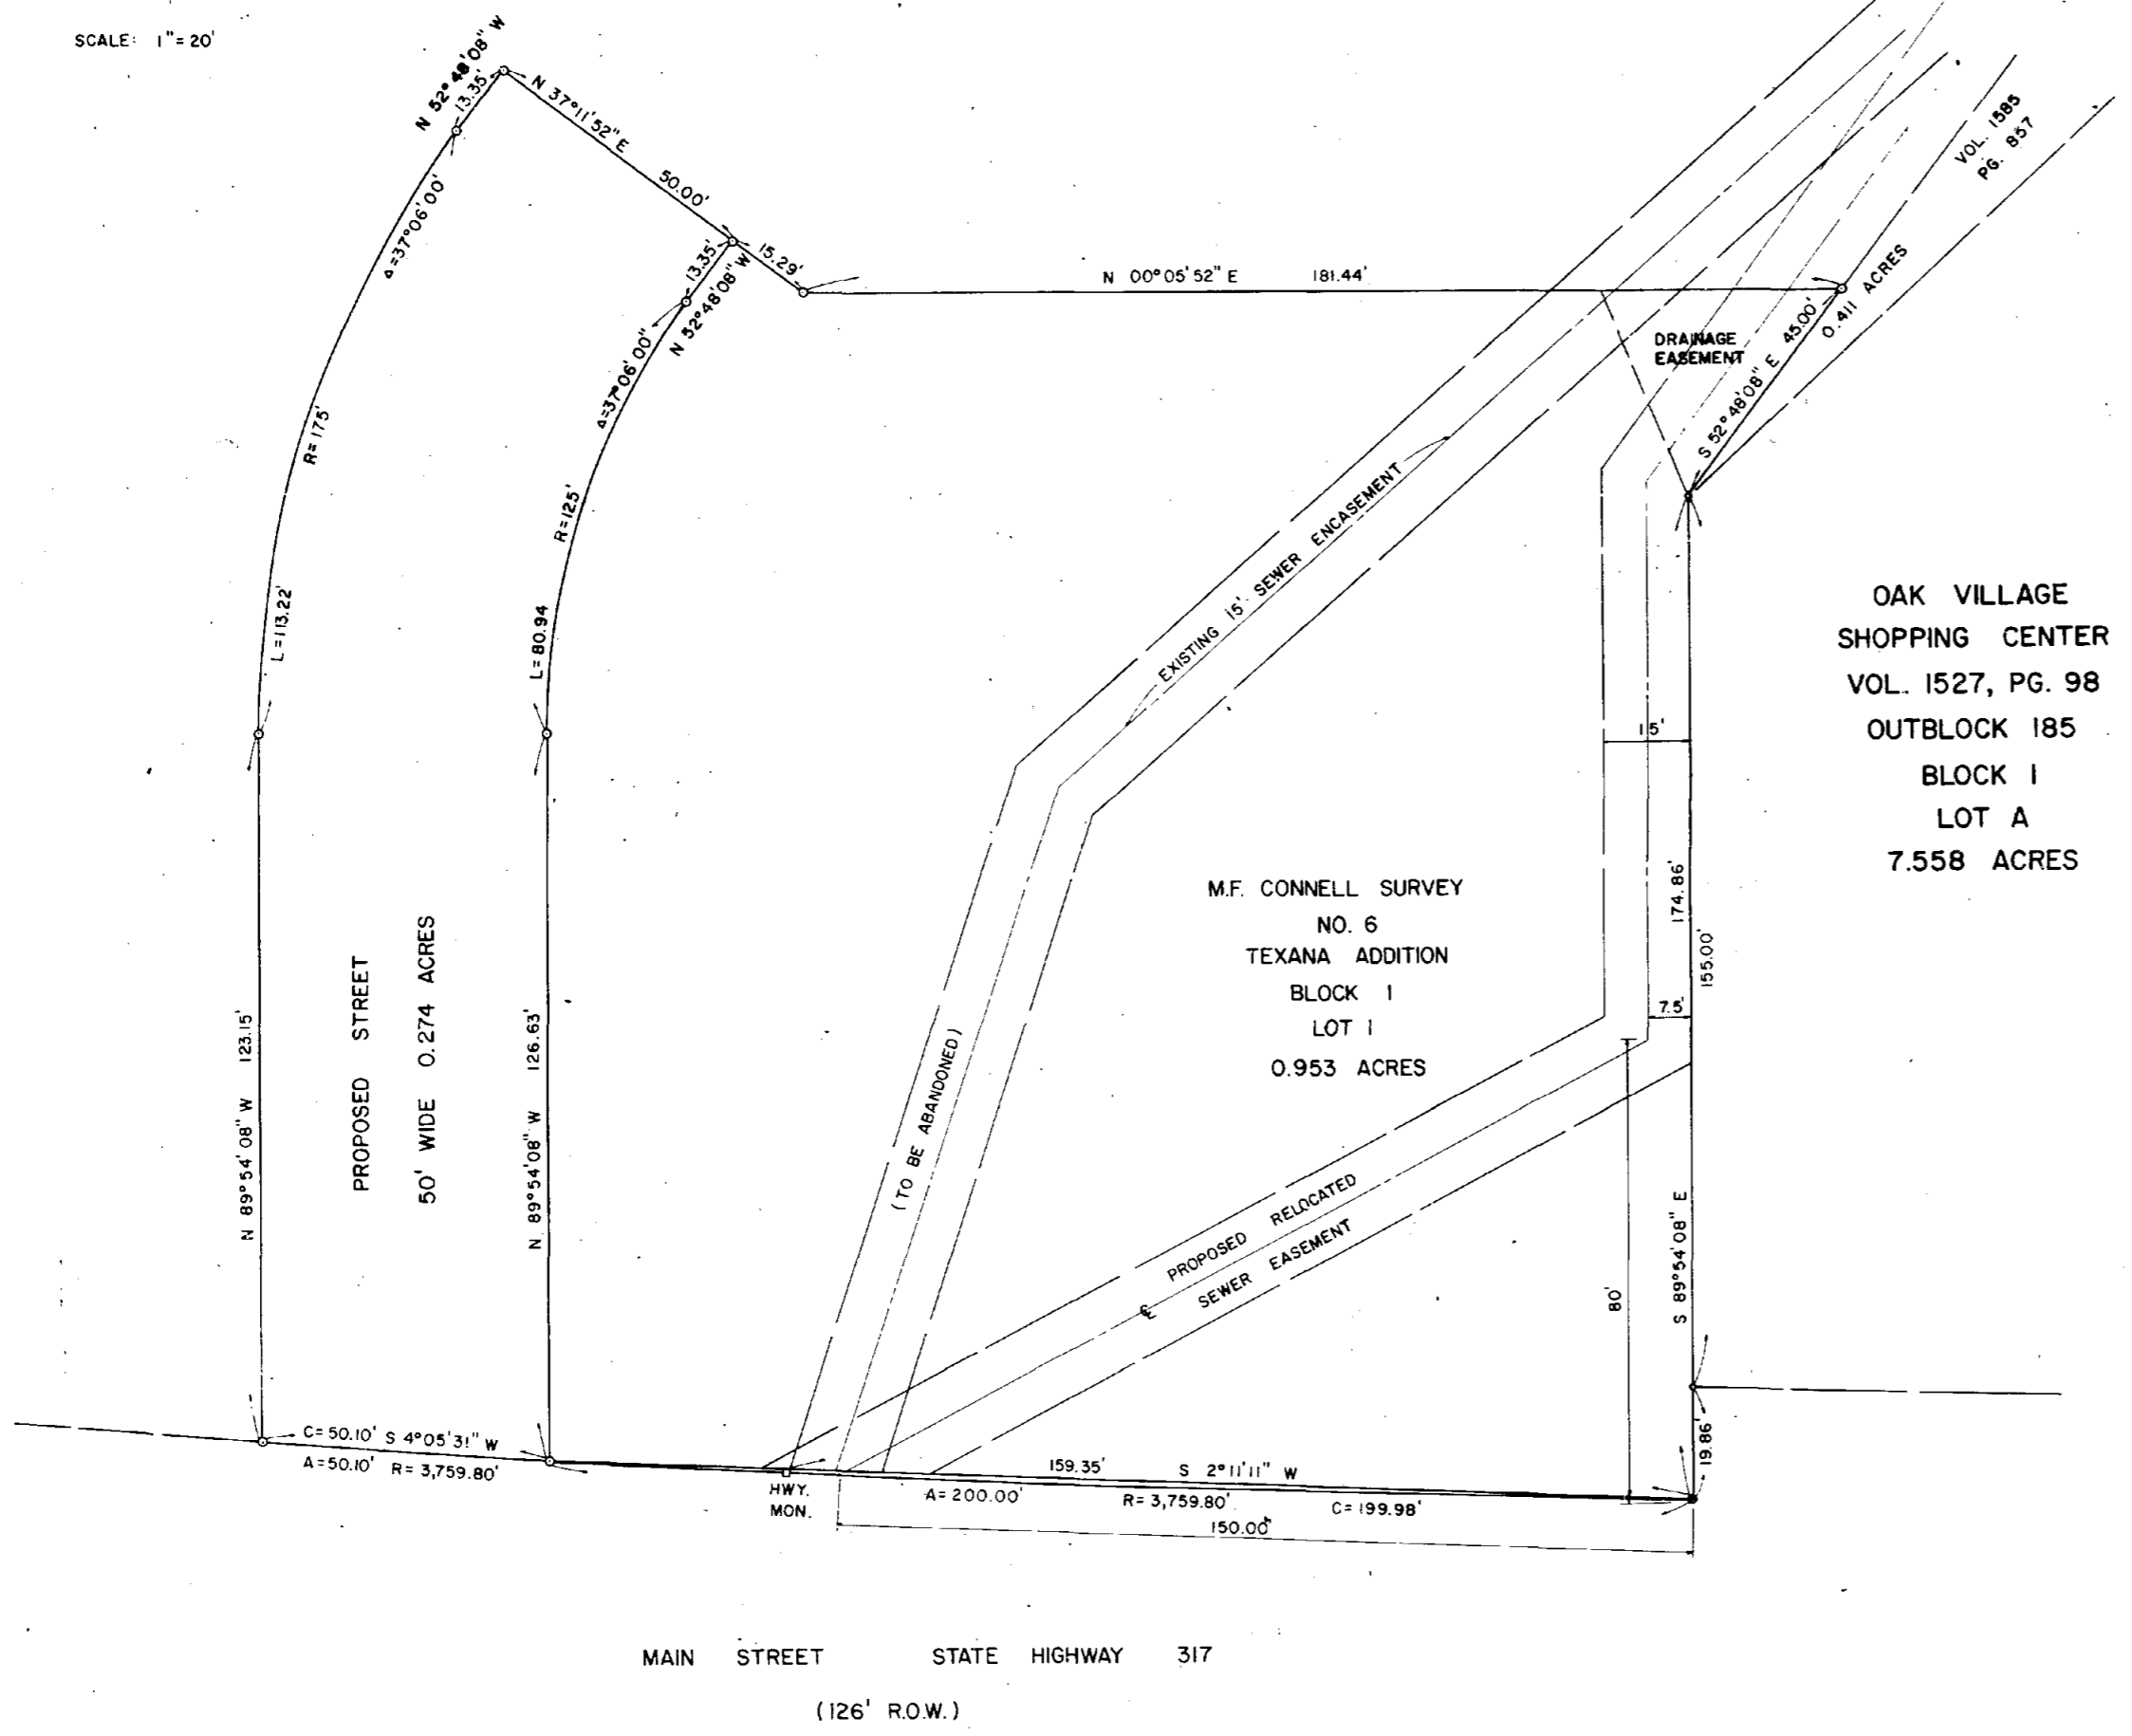 SCALE: 1"= 20'
N 52°48'08" W
13.35'
N 37°11'52" E
50.00'
15.29'
13.35'
N 52°48'08" W
Δ=37°06'00'
R=175'
L=113.22'
Δ=37°06'00"
R=125'
L=80.94
N 00°05'52" E 181.44'
DRAINAGE
EASEMENT
S 52°48'08" E 45.00'
0.411 ACRES
VOL. 1585
PG. 857
EXISTING 15' SEWER ENCASEMENT
(TO BE ABANDONED)
OAK VILLAGE
SHOPPING CENTER
VOL. 1527, PG. 98
OUTBLOCK 185
BLOCK 1
LOT A
7.558 ACRES
M.F. CONNELL SURVEY
NO. 6
TEXANA ADDITION
BLOCK 1
LOT 1
0.953 ACRES
15'
7.5'
174.86'
155.00'
S 89°54'08" E
80'
19.86'
PROPOSED RELOCATED
℄ SEWER EASEMENT
N 89°54'08" W 123.15'
PROPOSED STREET
50' WIDE 0.274 ACRES
N 89°54'08" W 126.63'
C=50.10' S 4°05'31" W
A=50.10' R=3,759.80'
HWY.
MON.
159.35' S 2°11'11" W
A=200.00' R=3,759.80' C=199.98'
150.00'
MAIN STREET STATE HIGHWAY 317
(126' R.O.W.)